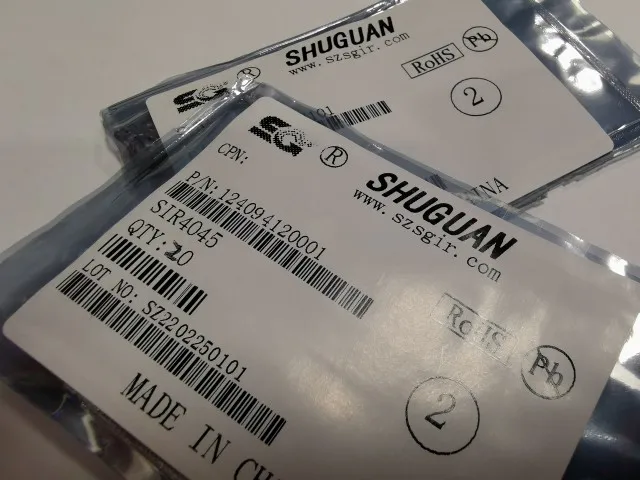 SHUGUAN
www.szsgir.com
RoHS
Pb
2
®
SHUGUAN
www.szsgir.com
®
CPN:
P/N:124094120001
SIR4045
QTY:20
LOT NO: SZ2202250101
RoHS
Pb
2
MADE IN